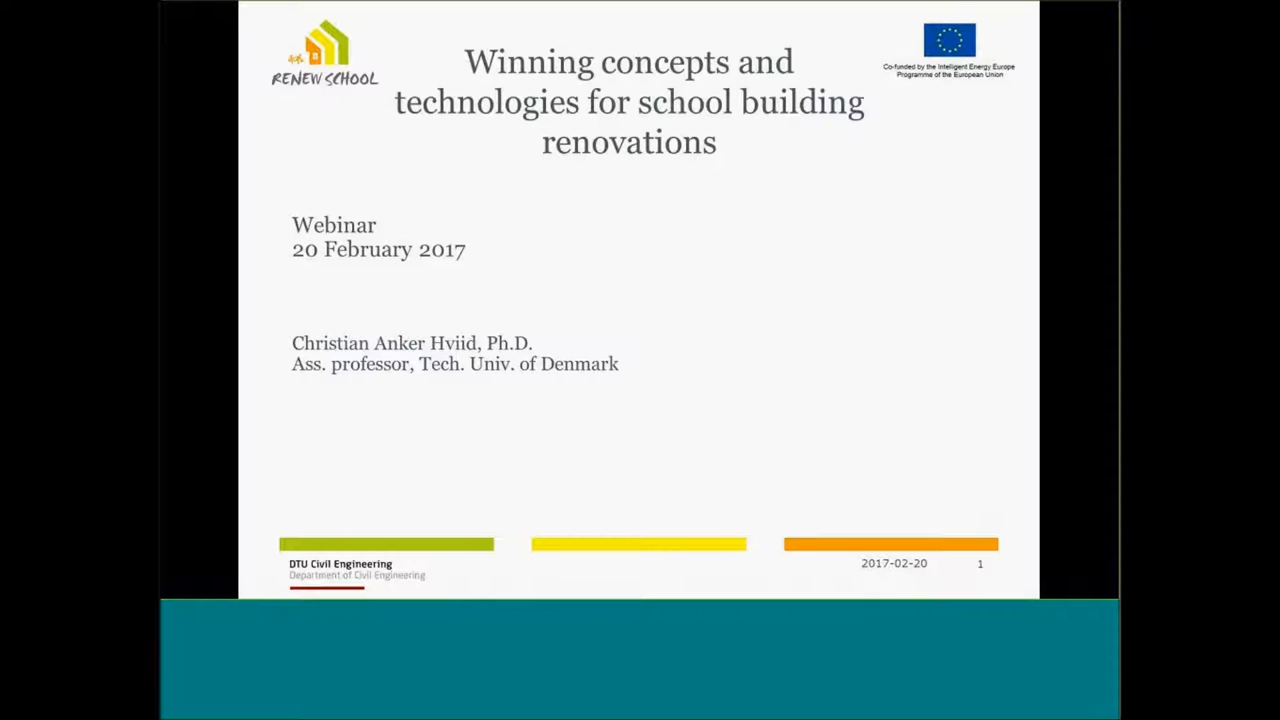 RENEW SCHOOL
Winning concepts and
technologies for school building
renovations
Co-funded by the Intelligent Energy Europe
Programme of the European Union
Webinar
20 February 2017
Christian Anker Hviid, Ph.D.
Ass. professor, Tech. Univ. of Denmark
DTU Civil Engineering
Department of Civil Engineering
2017-02-20 1